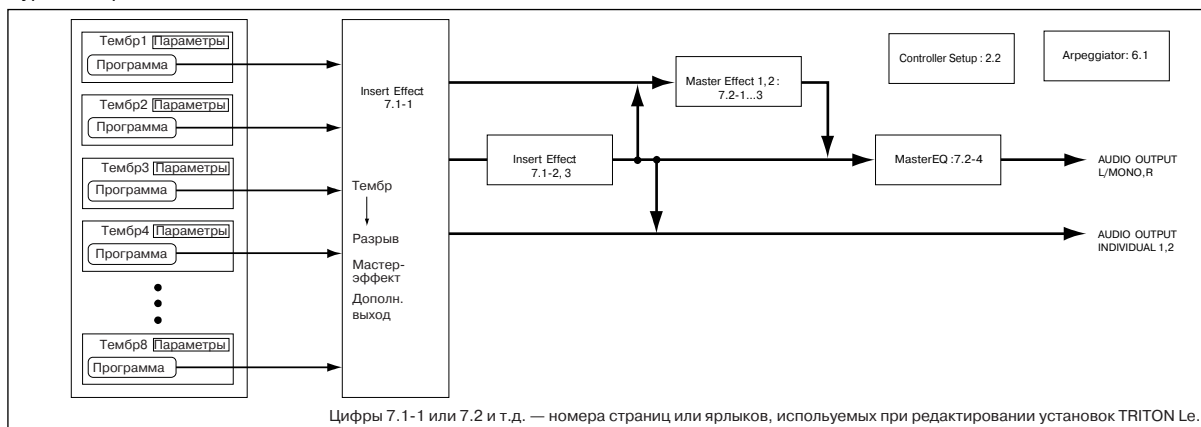 Тембр1 Параметры
Программа
Тембр2 Параметры
Программа
Тембр3 Параметры
Программа
Тембр4 Параметры
Программа
Тембр8 Параметры
Программа
Insert Effect
7.1-1
Тембр
Разрыв
Мастер-
эффект
Дополн.
выход
Insert Effect
7.1-2, 3
Master Effect 1,2 :
7.2-1...3
Controller Setup : 2.2
Arpeggiator: 6.1
MasterEQ :7.2-4
AUDIO OUTPUT
L/MONO,R
AUDIO OUTPUT
INDIVIDUAL 1,2
Цифры 7.1-1 или 7.2 и т.д. — номера страниц или ярлыков, испоьуемых при редактировании установок TRITON Le.